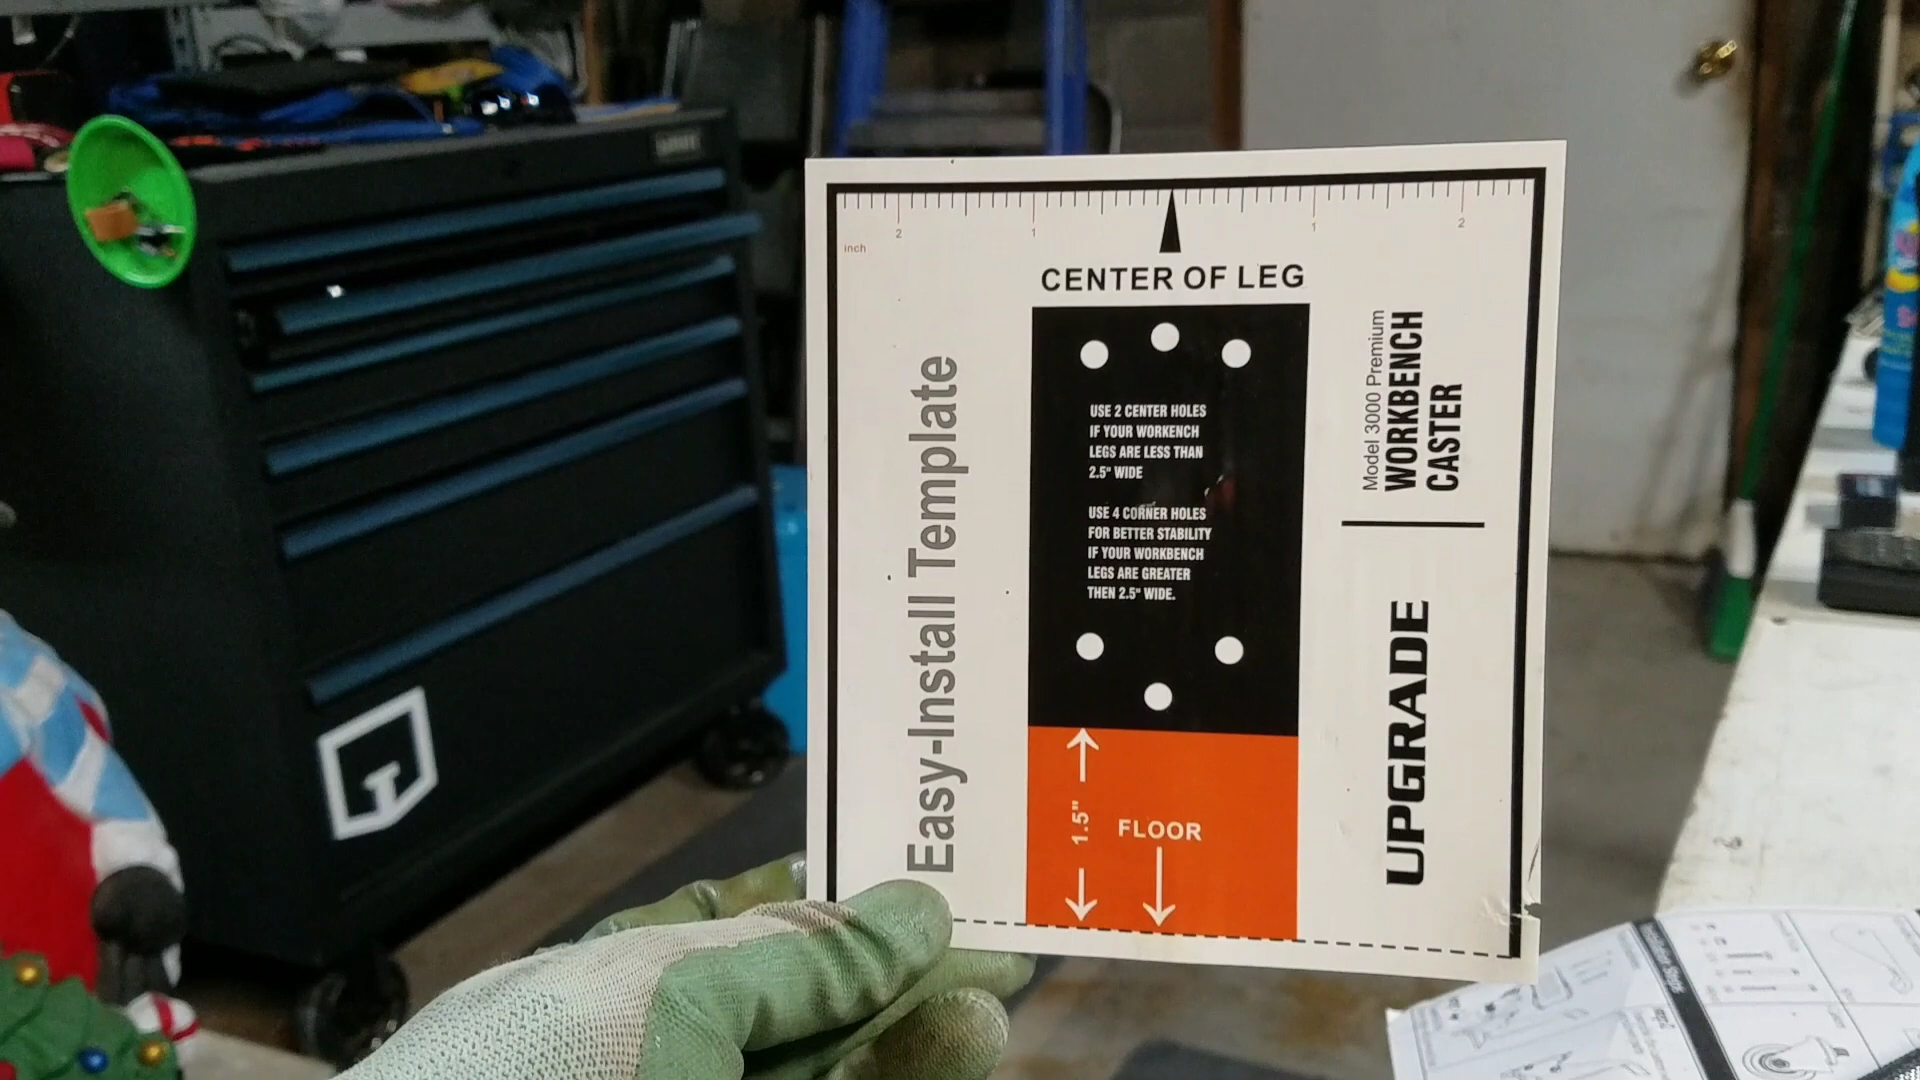 inch
2
1
1
2
CENTER OF LEG
USE 2 CENTER HOLES
IF YOUR WORKENCH
LEGS ARE LESS THAN
2.5" WIDE
USE 4 CORNER HOLES
FOR BETTER STABILITY
IF YOUR WORKBENCH
LEGS ARE GREATER
THEN 2.5" WIDE.
1.5"
FLOOR
Easy-Install Template
Model 3000 Premium
WORKBENCH
CASTER
UPGRADE